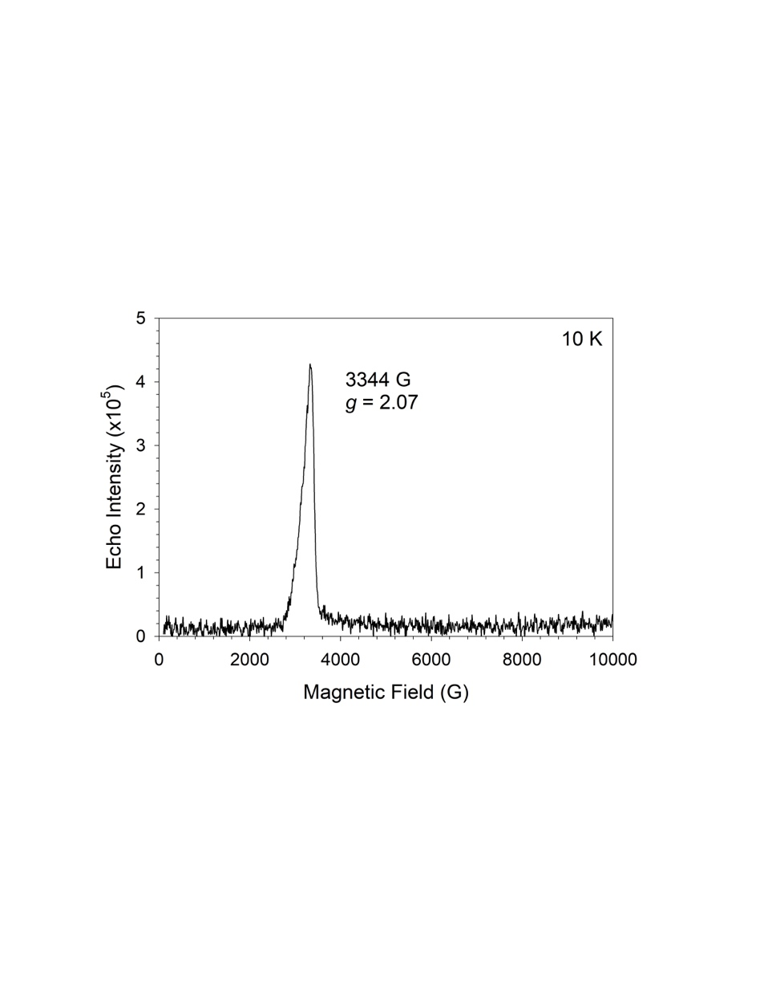 5
10 K
4
3344 G
g = 2.07
3
2
1
0
Echo Intensity (x10⁵)
0 2000 4000 6000 8000 10000
Magnetic Field (G)